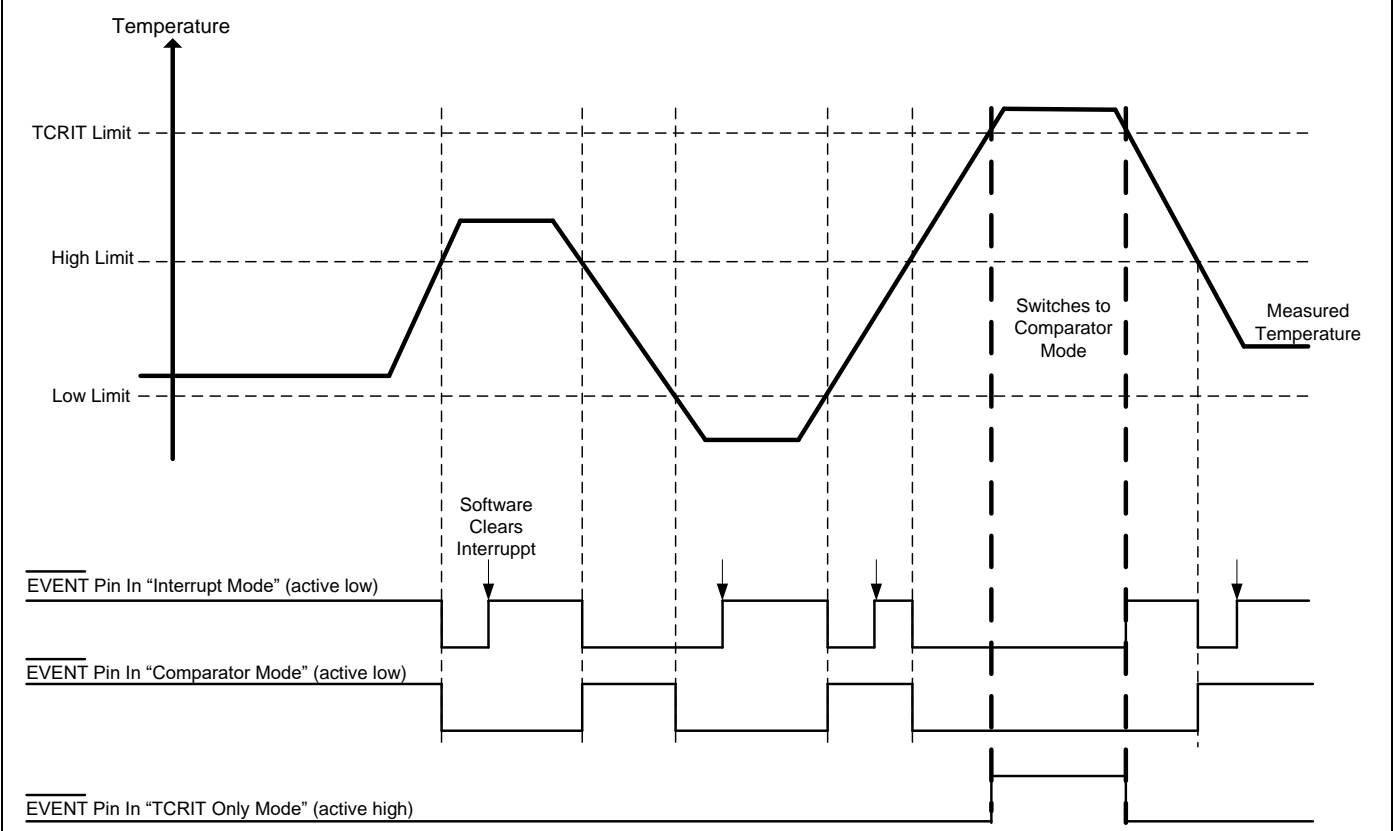 Temperature
TCRIT Limit
High Limit
Low Limit
Switches to
Comparator
Mode
Measured
Temperature
Software
Clears
Interruppt
EVENT Pin In “Interrupt Mode” (active low)
EVENT Pin In “Comparator Mode” (active low)
EVENT Pin In “TCRIT Only Mode” (active high)